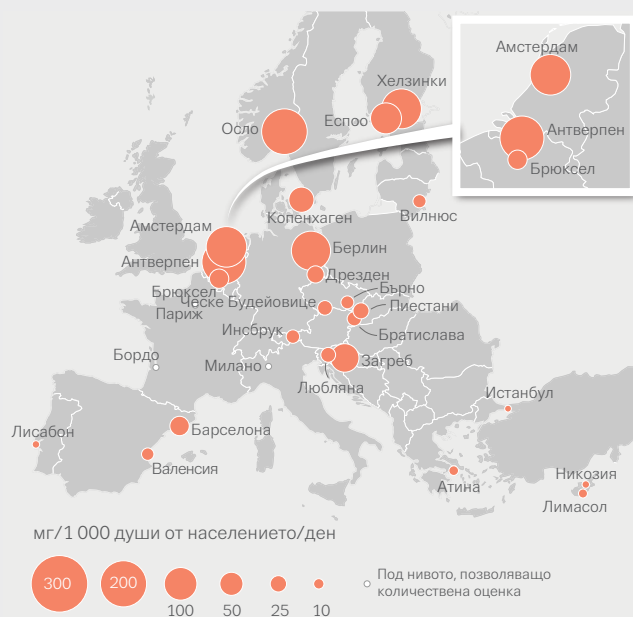 Амстердам
Антверпен
Брюксел
Хелзинки
Еспоо
Осло
Копенхаген
Вилнюс
Амстердам
Антверпен
Берлин
Дрезден
Брюксел
Бърно
Ческе Будейовице
Пиестани
Париж
Инсбрук
Братислава
Бордо
Милано
Загреб
Любляна
Истанбул
Лисабон
Барселона
Валенсия
Атина
Никозия
Лимасол
мг/1 000 души от населението/ден
300
200
100
50
25
10
Под нивото, позволяващо
количествена оценка